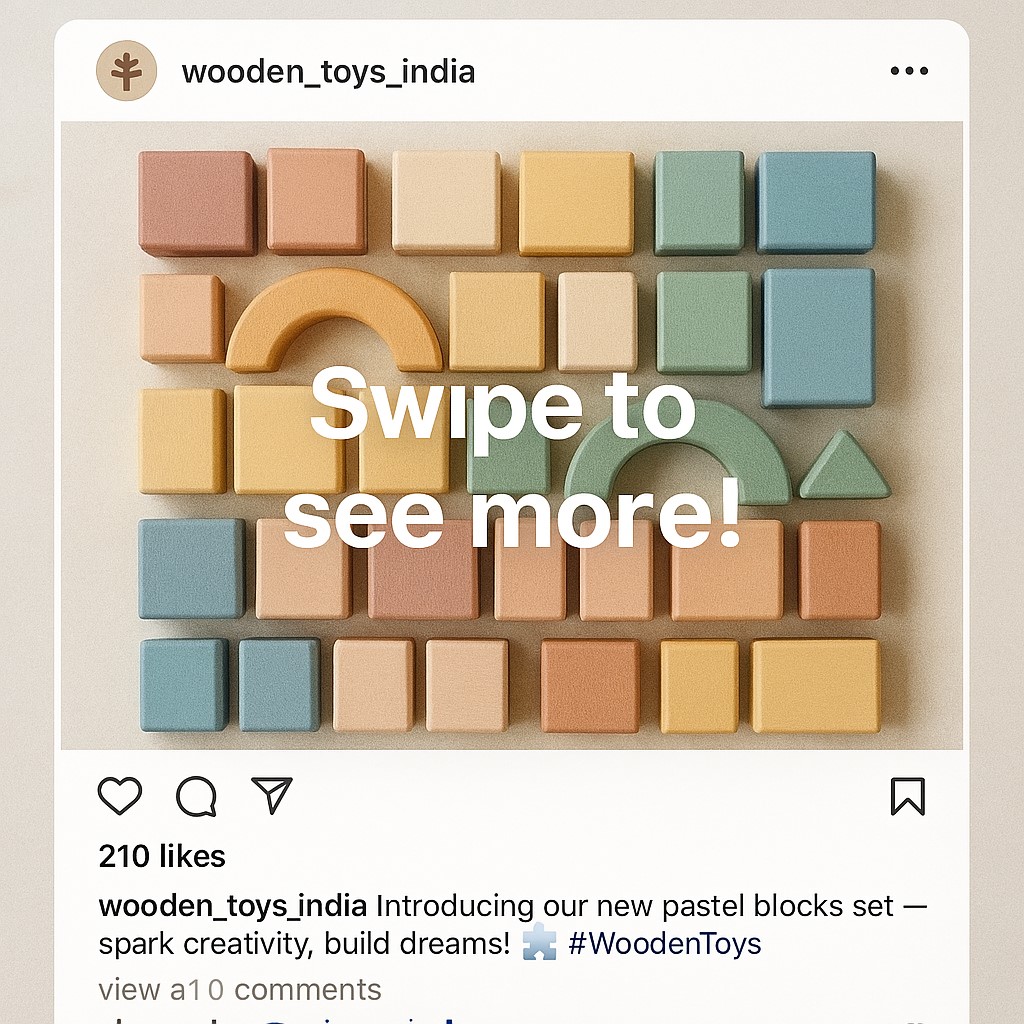 wooden_toys_india
Swipe to
see more!
210 likes
wooden_toys_india Introducing our new pastel blocks set —
spark creativity, build dreams! 🧩 #WoodenToys
view a10 comments